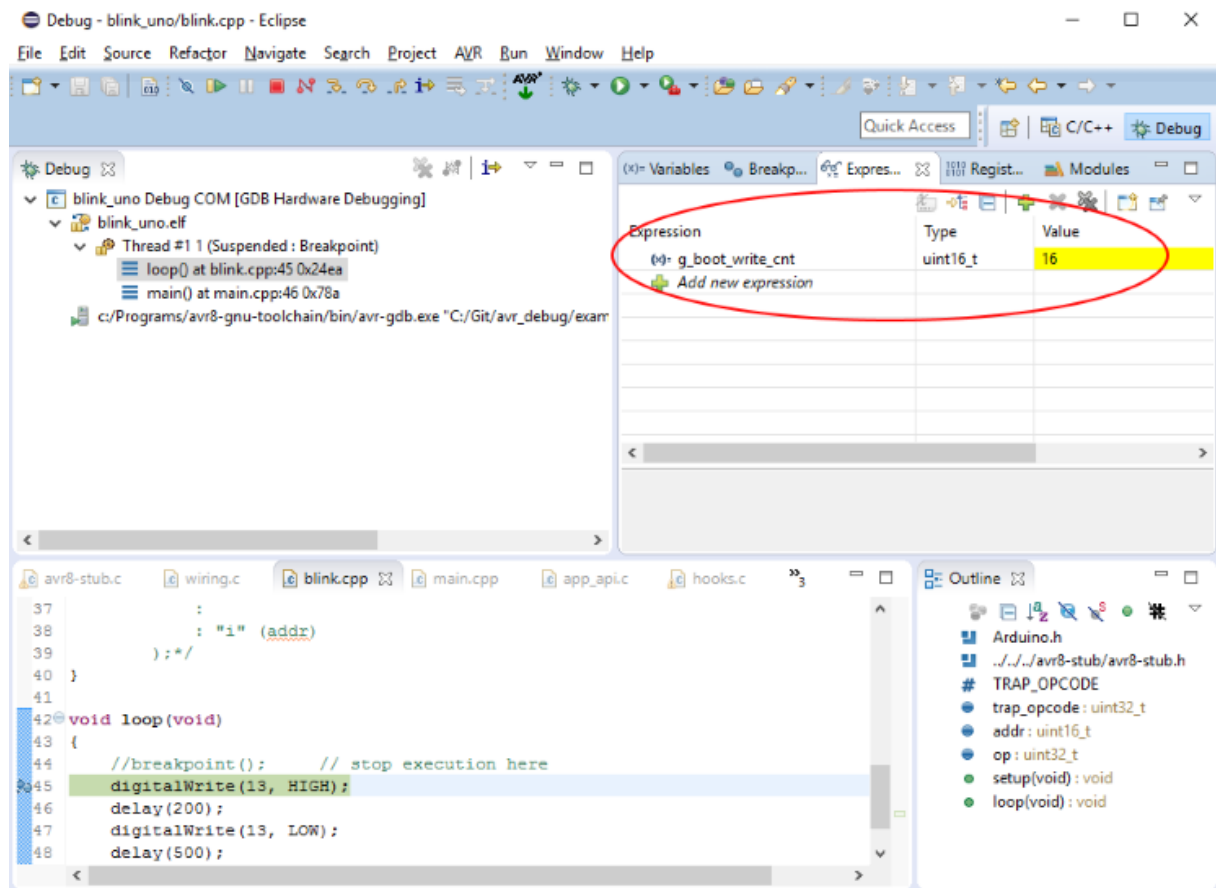 Debug - blink_uno/blink.cpp - Eclipse
File Edit Source Refactor Navigate Search Project AVR Run Window Help
AVR
Quick Access C/C++ Debug
Debug
blink_uno Debug COM [GDB Hardware Debugging]
blink_uno.elf
Thread #1 1 (Suspended : Breakpoint)
loop() at blink.cpp:45 0x24ea
main() at main.cpp:46 0x78a
c:/Programs/avr8-gnu-toolchain/bin/avr-gdb.exe "C:/Git/avr_debug/exam
(x)= Variables Breakp... Expres... Regist... Modules
Expression Type Value
(x)= g_boot_write_cnt uint16_t 16
Add new expression
avr8-stub.c wiring.c blink.cpp main.cpp app_api.c hooks.c »3
37 :
38 : "i" (addr)
39 );*/
40 }
41
42 void loop(void)
43 {
44 //breakpoint(); // stop execution here
45 digitalWrite(13, HIGH);
46 delay(200);
47 digitalWrite(13, LOW);
48 delay(500);
Outline
Arduino.h
../../../avr8-stub/avr8-stub.h
# TRAP_OPCODE
trap_opcode : uint32_t
addr : uint16_t
op : uint32_t
setup(void) : void
loop(void) : void